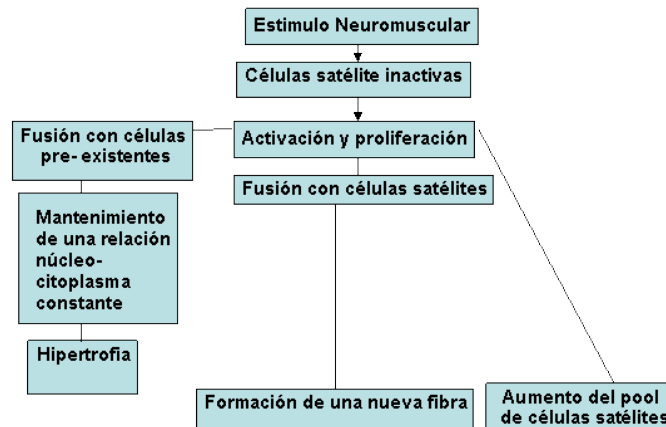 Estimulo Neuromuscular
Células satélite inactivas
Activación y proliferación
Fusión con células
pre- existentes
Fusión con células satélites
Mantenimiento
de una relación
núcleo-
citoplasma
constante
Hipertrofia
Formación de una nueva fibra
Aumento del pool
de células satélites